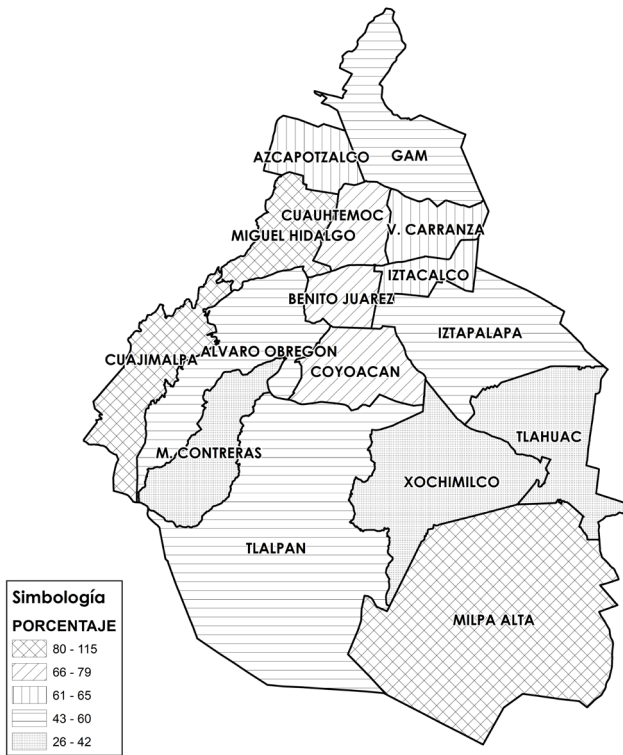 AZCAPOTZALCO
GAM
CUAUHTEMOC
MIGUEL HIDALGO
V. CARRANZA
IZTACALCO
BENITO JUAREZ
IZTAPALAPA
ALVARO OBREGON
CUAJIMALPA
COYOACAN
TLAHUAC
M. CONTRERAS
XOCHIMILCO
TLALPAN
MILPA ALTA
Simbología
PORCENTAJE
80 - 115
66 - 79
61 - 65
43 - 60
26 - 42